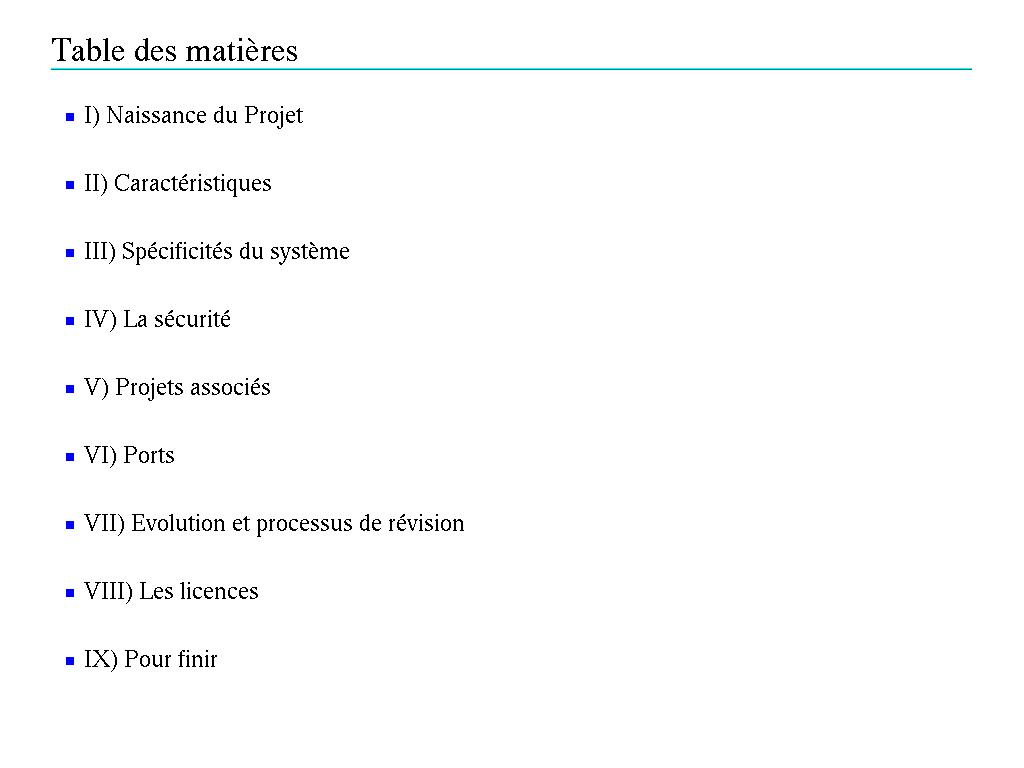 Table des matières
I) Naissance du Projet
II) Caractéristiques
III) Spécificités du système
IV) La sécurité
V) Projets associés
VI) Ports
VII) Evolution et processus de révision
VIII) Les licences
IX) Pour finir